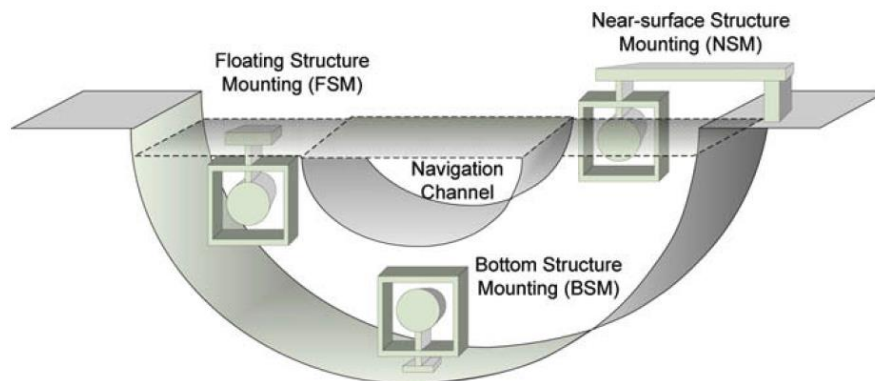 Near-surface Structure
Mounting (NSM)
Floating Structure
Mounting (FSM)
Navigation
Channel
Bottom Structure
Mounting (BSM)